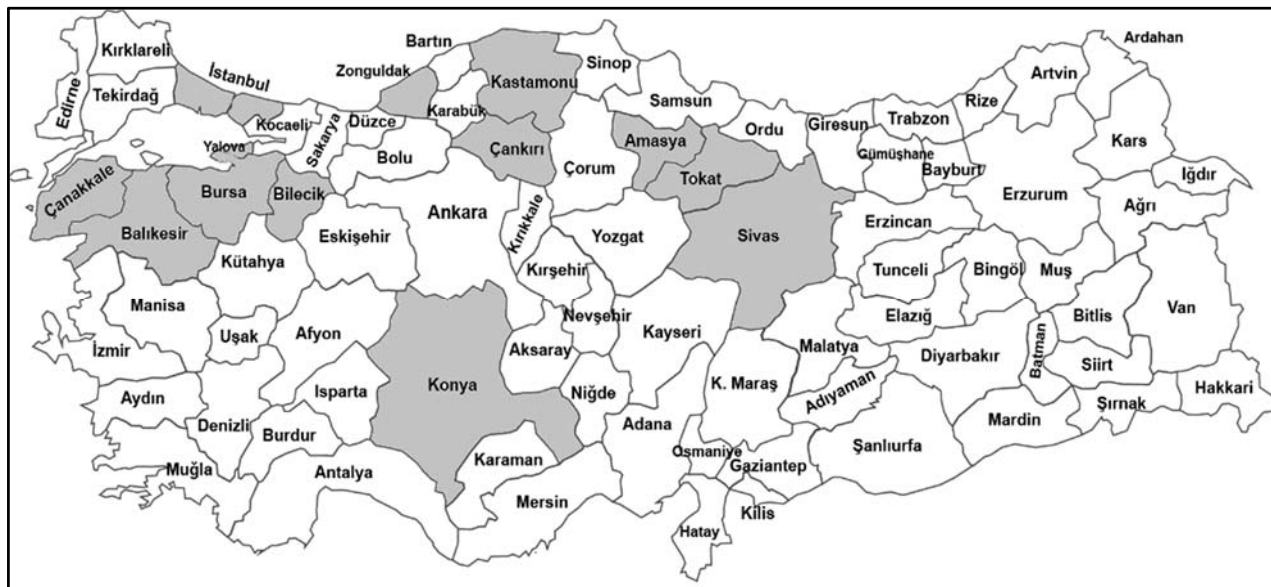 Kırklareli
Edirne
Tekirdağ
İstanbul
Kocaeli
Yalova
Sakarya
Düzce
Zonguldak
Bartın
Karabük
Kastamonu
Sinop
Samsun
Ordu
Giresun
Trabzon
Rize
Artvin
Ardahan
Kars
Iğdır
Ağrı
Erzurum
Bayburt
Gümüşhane
Amasya
Tokat
Çorum
Çankırı
Bolu
Ankara
Kırıkkale
Yozgat
Sivas
Erzincan
Tunceli
Bingöl
Muş
Van
Bitlis
Çanakkale
Balıkesir
Bursa
Bilecik
Eskişehir
Kütahya
Kırşehir
Nevşehir
Kayseri
Malatya
Elazığ
Diyarbakır
Batman
Siirt
Şırnak
Hakkari
Manisa
İzmir
Uşak
Afyon
Konya
Aksaray
Niğde
K. Maraş
Adıyaman
Mardin
Şanlıurfa
Aydın
Denizli
Isparta
Burdur
Muğla
Antalya
Karaman
Mersin
Adana
Osmaniye
Gaziantep
Kilis
Hatay